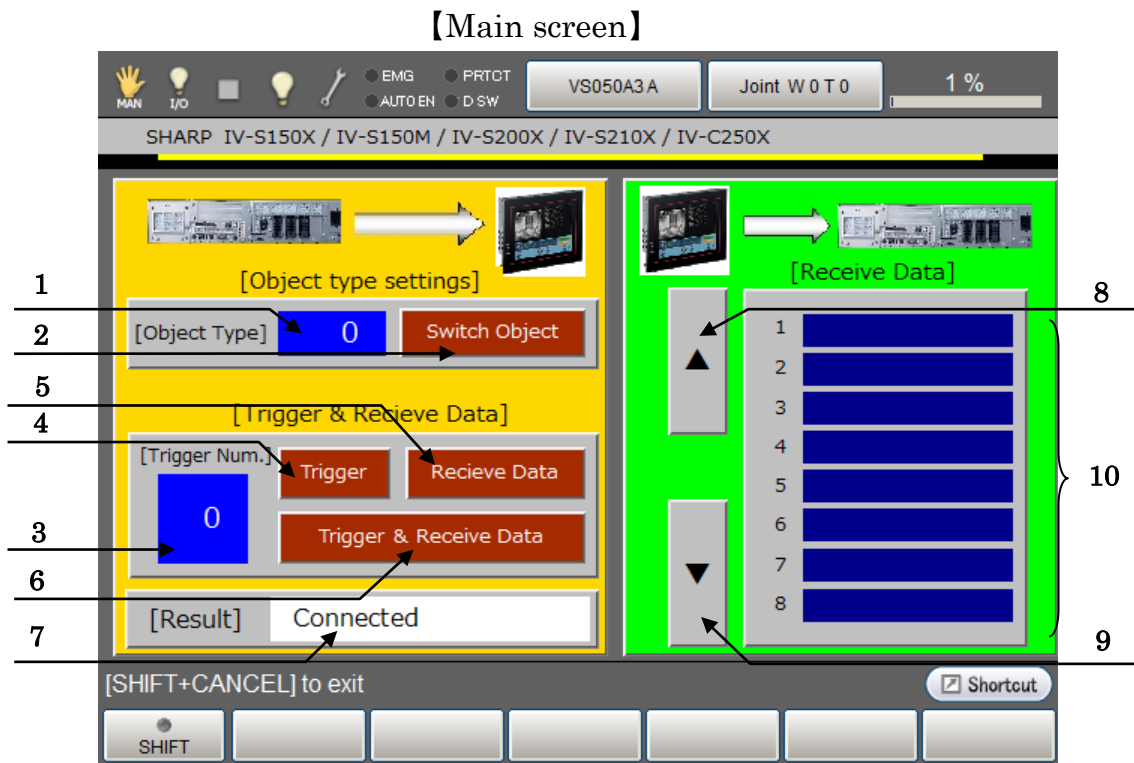 【Main screen】
MAN
I/O
EMG PRTCT
AUTO EN D SW
VS050A3 A
Joint W 0 T 0
1 %
SHARP IV-S150X / IV-S150M / IV-S200X / IV-S210X / IV-C250X
[Object type settings]
[Receive Data]
1
8
[Object Type] 0 Switch Object
2
5
[Trigger & Recieve Data]
4
[Trigger Num.]
0
Trigger
Recieve Data
Trigger & Receive Data
3
6
[Result] Connected
7
▲
▼
1
2
3
4
5
6
7
8
10
9
[SHIFT+CANCEL] to exit
Shortcut
SHIFT